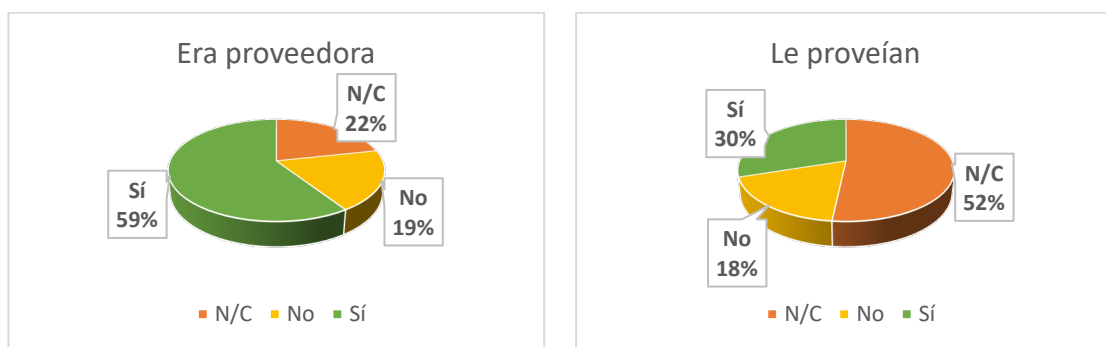 Era proveedora
N/C
22%
Sí
59%
No
19%
N/C No Sí
Le proveían
Sí
30%
N/C
52%
No
18%
N/C No Sí